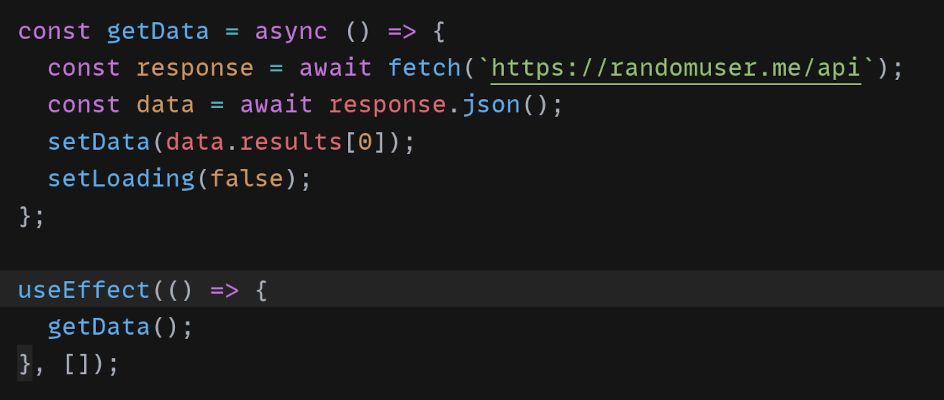 const getData = async () => {
  const response = await fetch(`https://randomuser.me/api`);
  const data = await response.json();
  setData(data.results[0]);
  setLoading(false);
};

useEffect(() => {
  getData();
}, []);